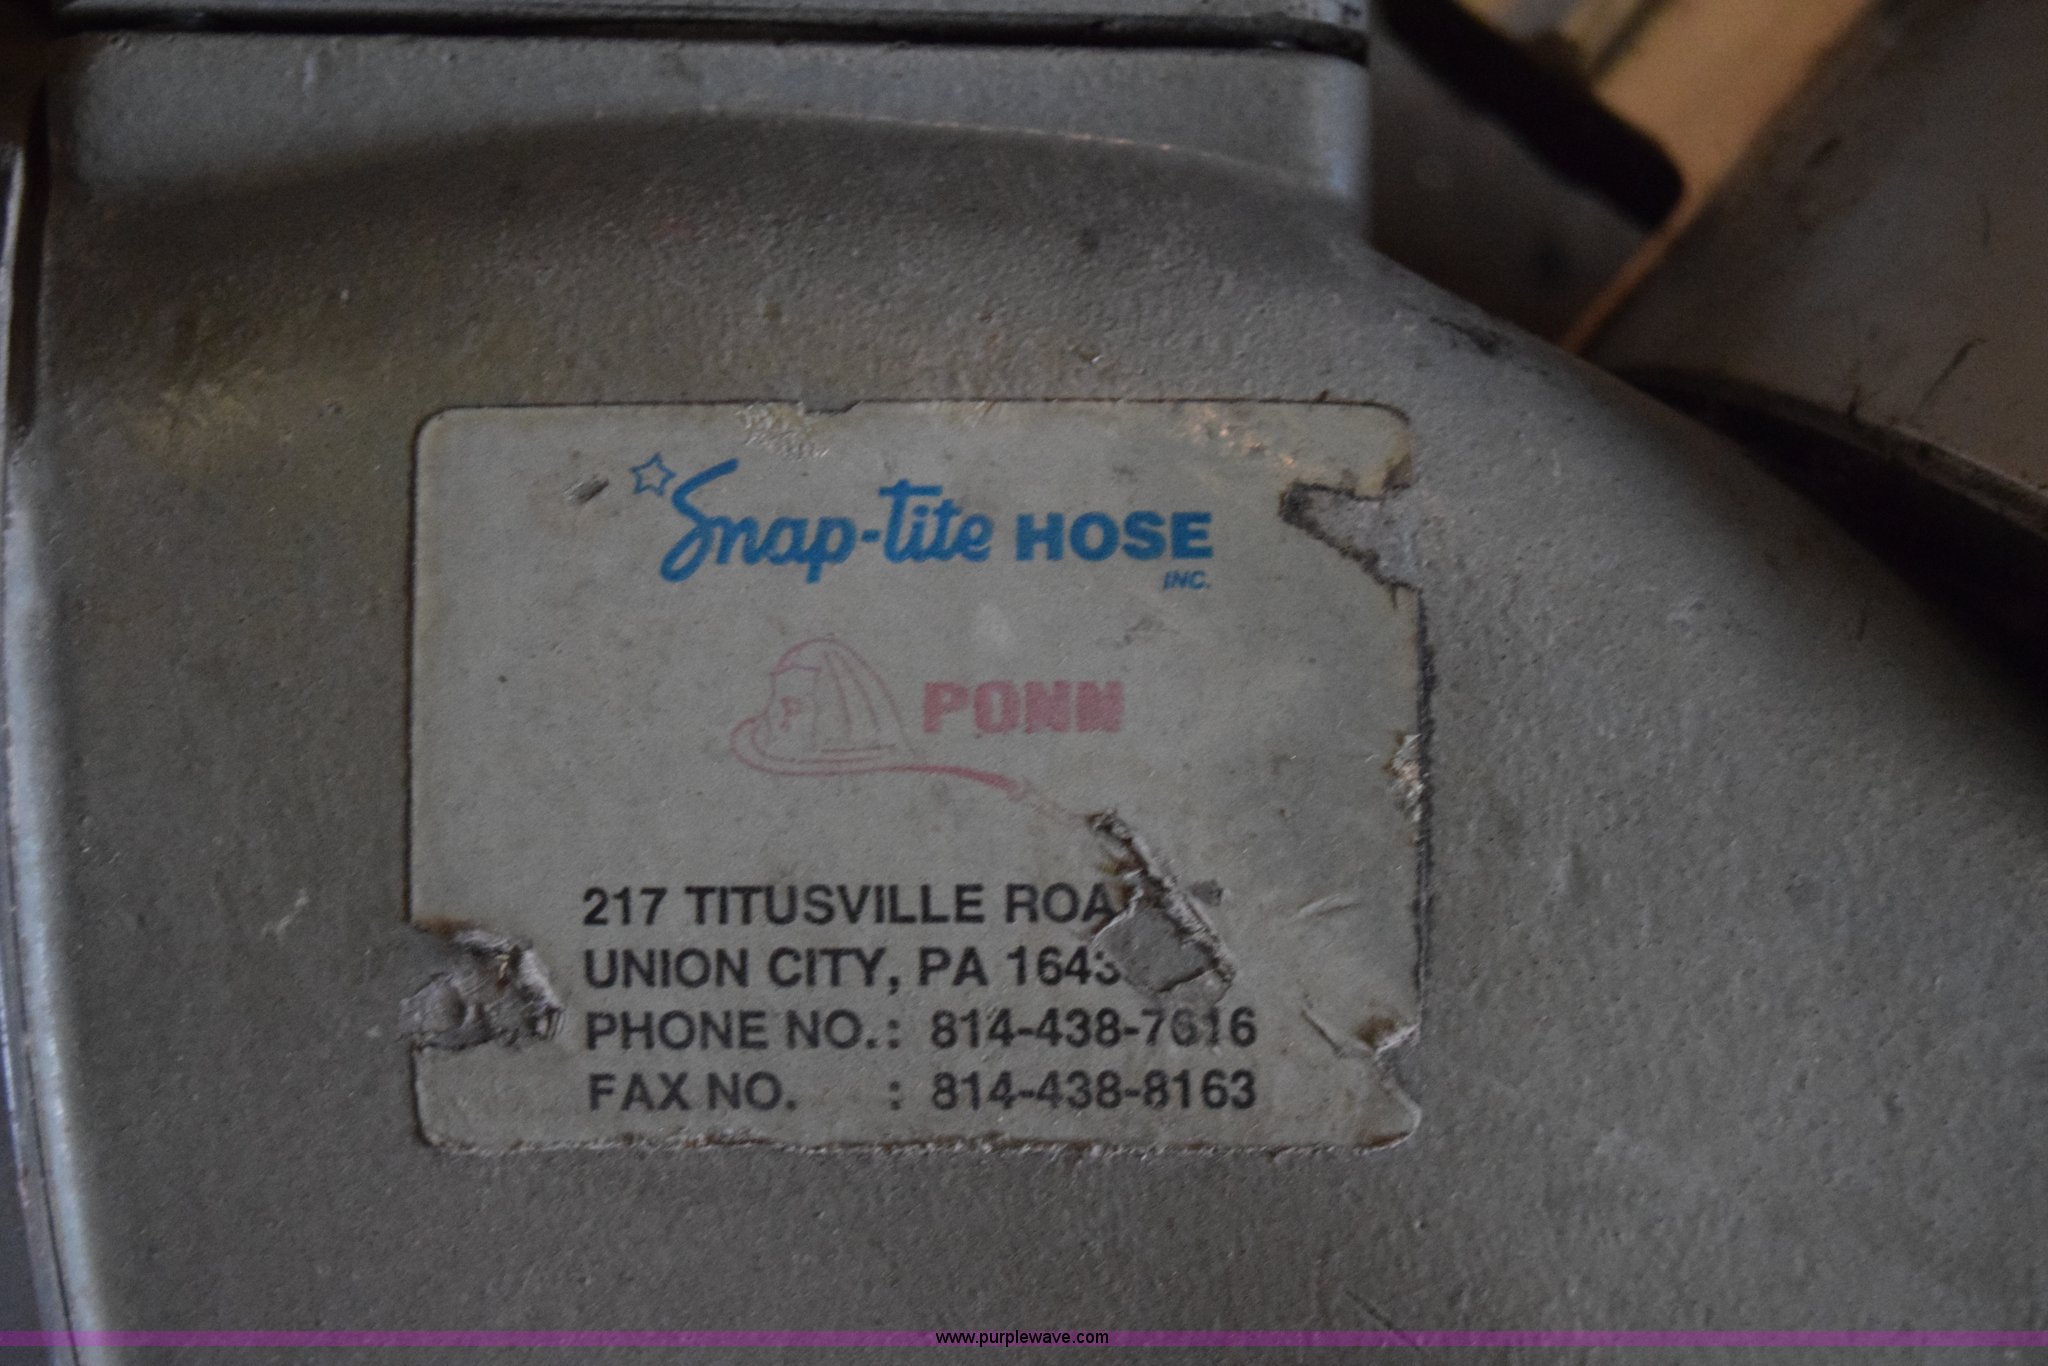 Snap-tite HOSE
INC.
PONN
217 TITUSVILLE ROA
UNION CITY, PA 1643
PHONE NO.: 814-438-7616
FAX NO. : 814-438-8163
www.purplewave.com